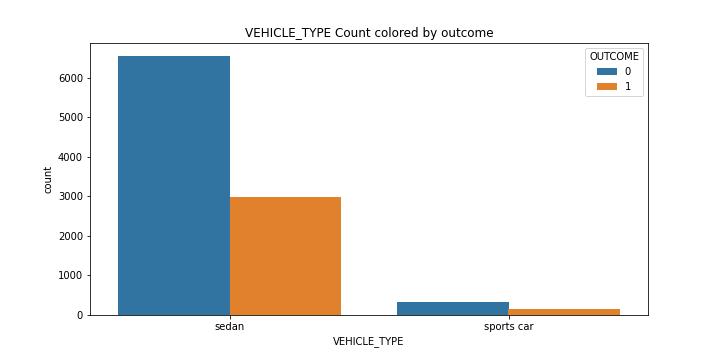 VEHICLE_TYPE Count colored by outcome
OUTCOME
0
1
6000
5000
4000
3000
2000
1000
0
count
sedan
sports car
VEHICLE_TYPE